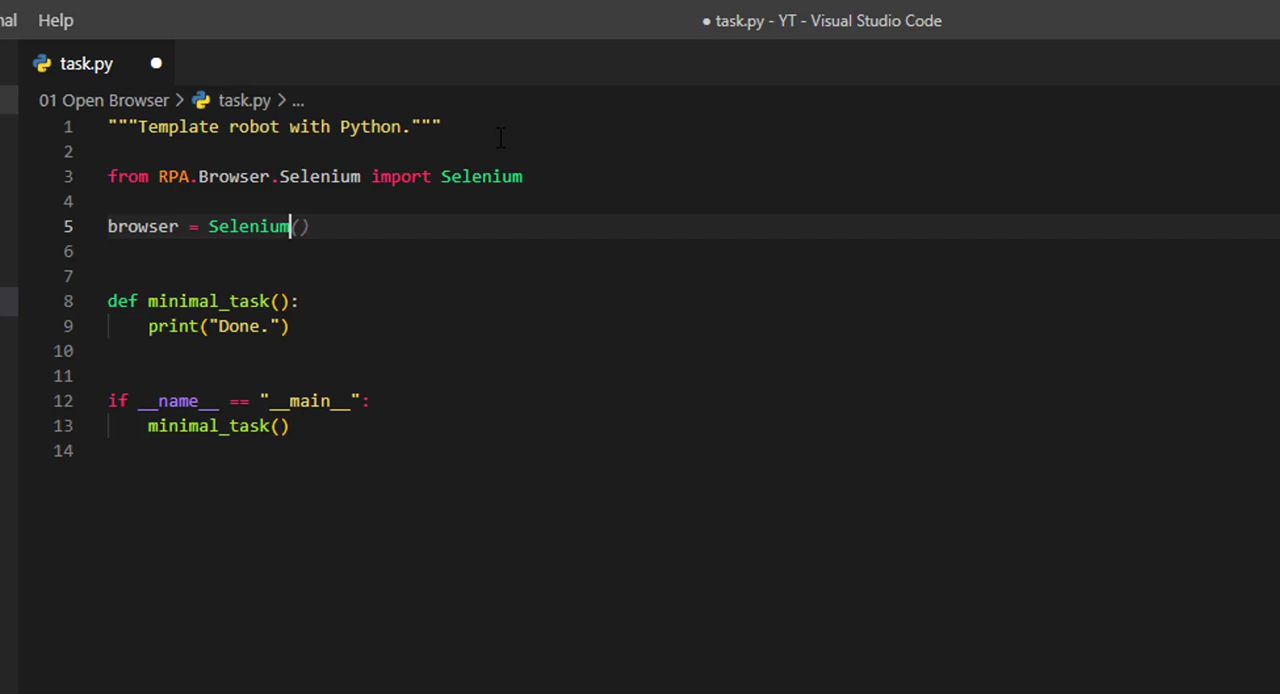 al Help
● task.py - YT - Visual Studio Code
task.py
01 Open Browser > task.py > ...
1 """Template robot with Python."""
2
3 from RPA.Browser.Selenium import Selenium
4
5 browser = Selenium()
6
7
8 def minimal_task():
9     print("Done.")
10
11
12 if __name__ == "__main__":
13     minimal_task()
14